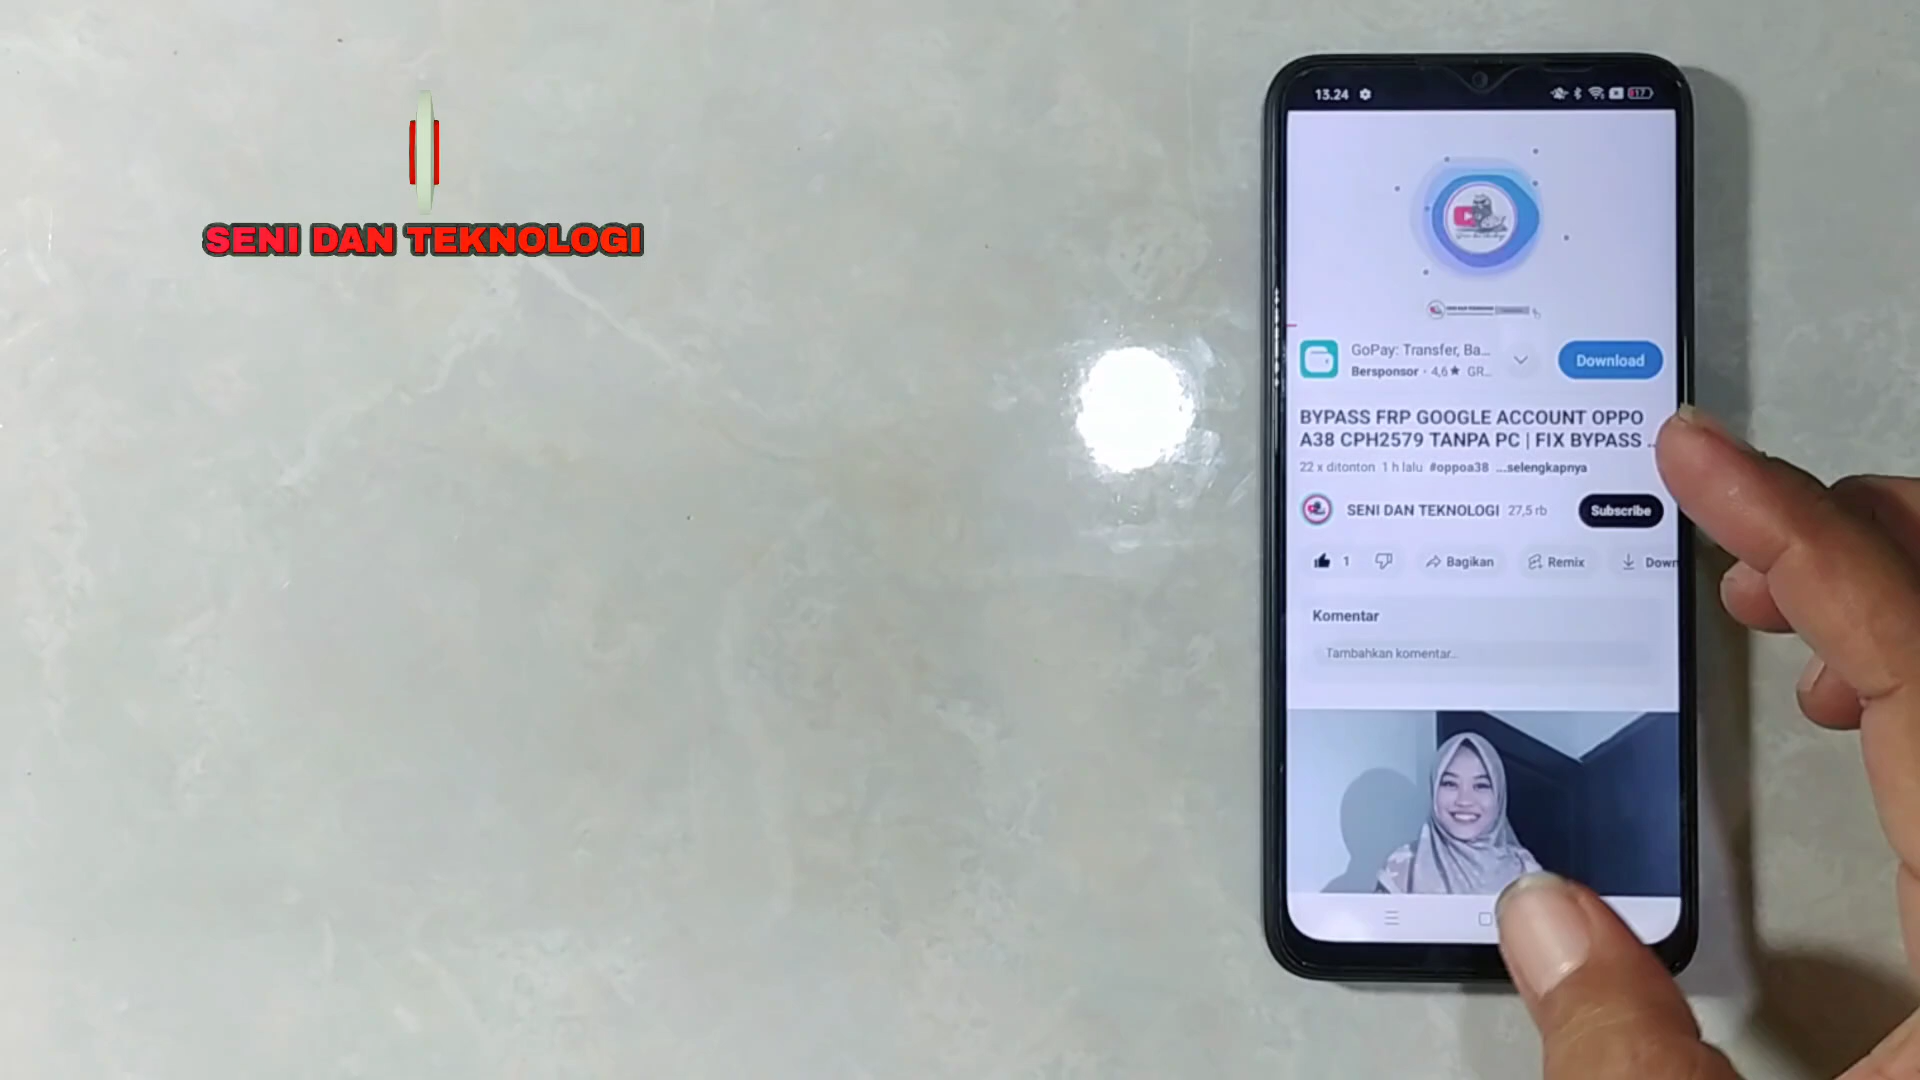 SENI DAN TEKNOLOGI
13.24
17
GoPay: Transfer, Ba...
Bersponsor · 4,6★ GR...
Download
BYPASS FRP GOOGLE ACCOUNT OPPO
A38 CPH2579 TANPA PC | FIX BYPASS ...
22 x ditonton 1 h lalu #oppoa38 ...selengkapnya
SENI DAN TEKNOLOGI 27,5 rb
Subscribe
1
Bagikan
Remix
Down
Komentar
Tambahkan komentar...